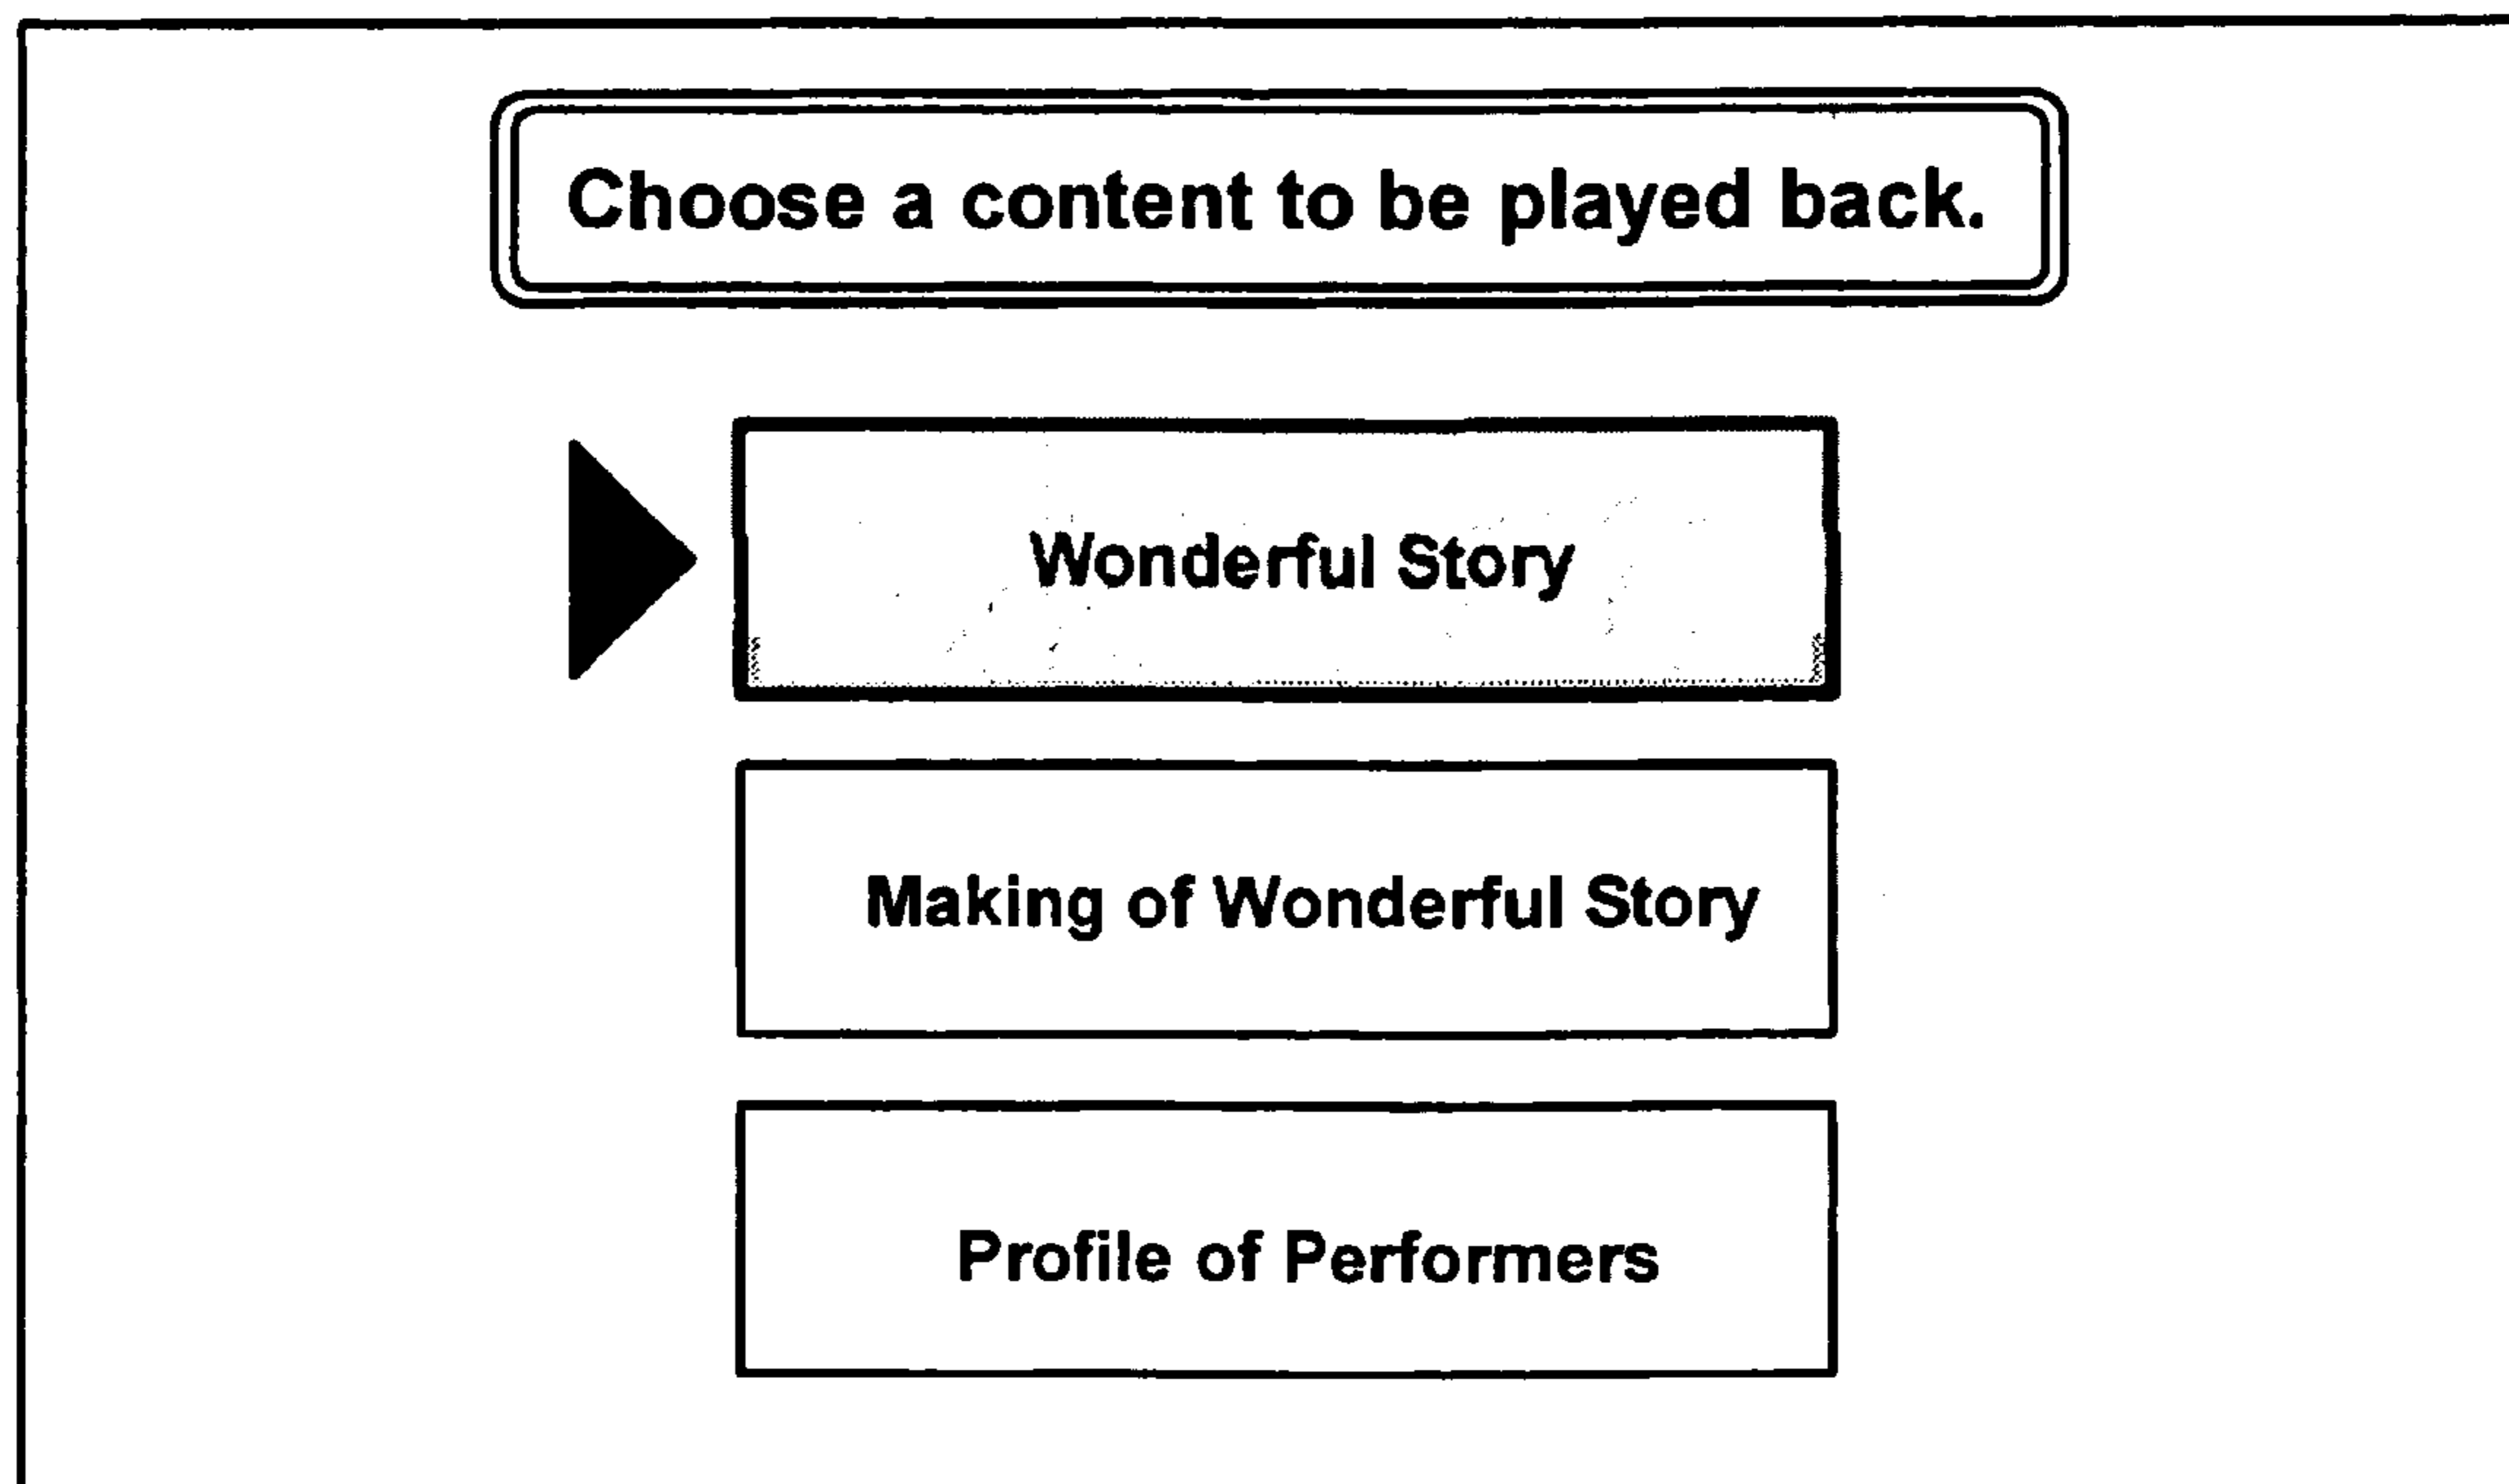 Choose a content to be played back.
Wonderful Story
Making of Wonderful Story
Profile of Performers